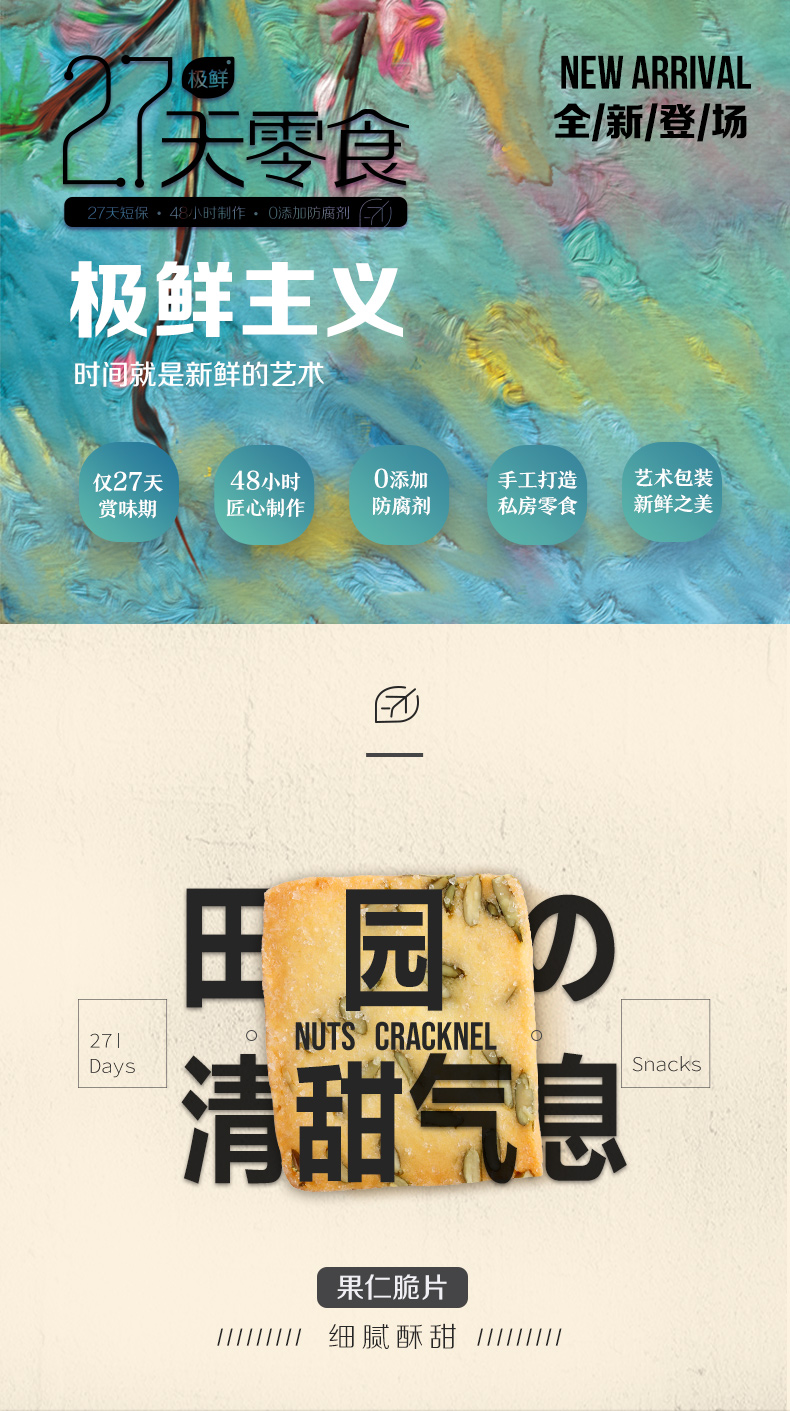 极鲜
27天零食
27天短保 • 48小时制作 • 0添加防腐剂
NEW ARRIVAL
全/新/登/场
极鲜主义
时间就是新鲜的艺术
仅27天
赏味期
48小时
匠心制作
0添加
防腐剂
手工打造
私房零食
艺术包装
新鲜之美
田园の
NUTS CRACKNEL
清甜气息
27|
Days
Snacks
果仁脆片
///////// 细腻酥甜 /////////